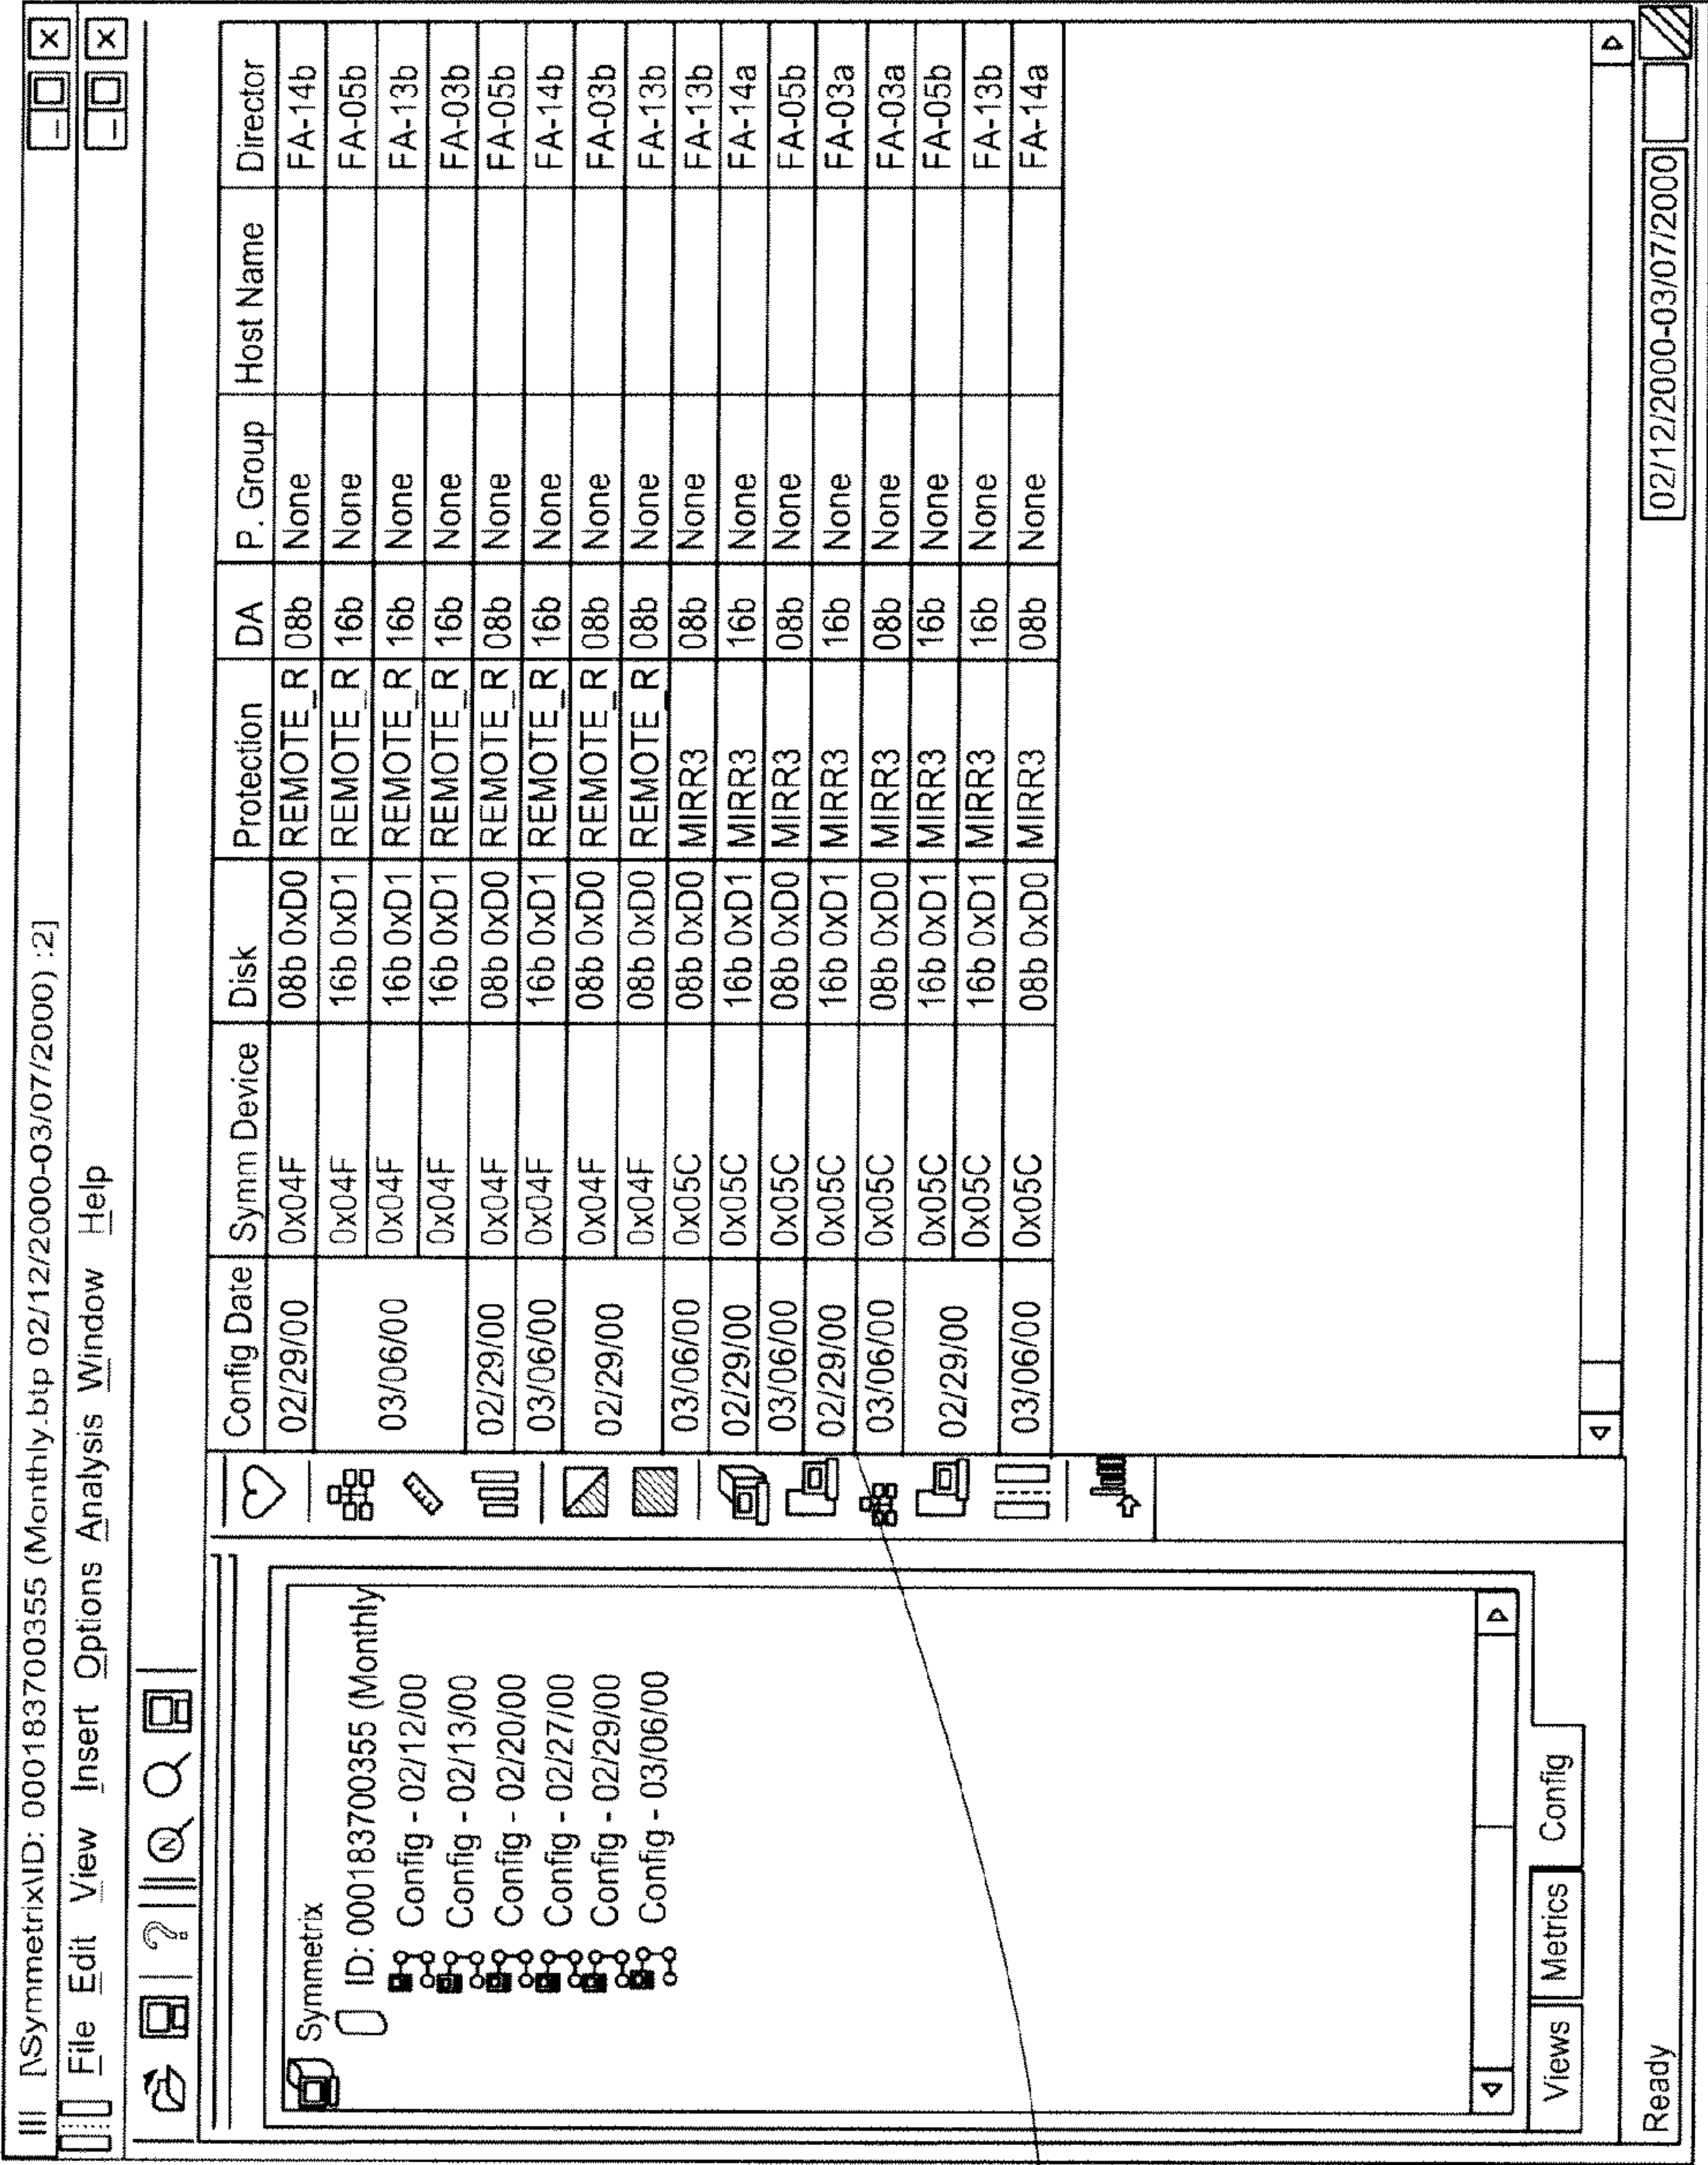 [\Symmetrix\ID: 000183700355 (Monthly.btp 02/12/2000-03/07/2000) :2]
File Edit View Insert Options Analysis Window Help
Symmetrix
ID: 000183700355 (Monthly
Config - 02/12/00
Config - 02/13/00
Config - 02/20/00
Config - 02/27/00
Config - 02/29/00
Config - 03/06/00
Views Metrics Config
Config Date Symm Device Disk Protection DA P. Group Host Name Director
02/29/00 0x04F 08b 0xD0 REMOTE_R 08b None FA-14b
03/06/00 0x04F 16b 0xD1 REMOTE_R 16b None FA-05b
0x04F 16b 0xD1 REMOTE_R 16b None FA-13b
0x04F 16b 0xD1 REMOTE_R 16b None FA-03b
02/29/00 0x04F 08b 0xD0 REMOTE_R 08b None FA-05b
03/06/00 0x04F 16b 0xD1 REMOTE_R 16b None FA-14b
02/29/00 0x04F 08b 0xD0 REMOTE_R 08b None FA-03b
0x04F 08b 0xD0 REMOTE_R 08b None FA-13b
03/06/00 0x05C 08b 0xD0 MIRR3 08b None FA-13b
02/29/00 0x05C 16b 0xD1 MIRR3 16b None FA-14a
03/06/00 0x05C 08b 0xD0 MIRR3 08b None FA-05b
02/29/00 0x05C 16b 0xD1 MIRR3 16b None FA-03a
03/06/00 0x05C 08b 0xD0 MIRR3 08b None FA-03a
02/29/00 0x05C 16b 0xD1 MIRR3 16b None FA-05b
0x05C 16b 0xD1 MIRR3 16b None FA-13b
03/06/00 0x05C 08b 0xD0 MIRR3 08b None FA-14a
Ready 02/12/2000-03/07/2000